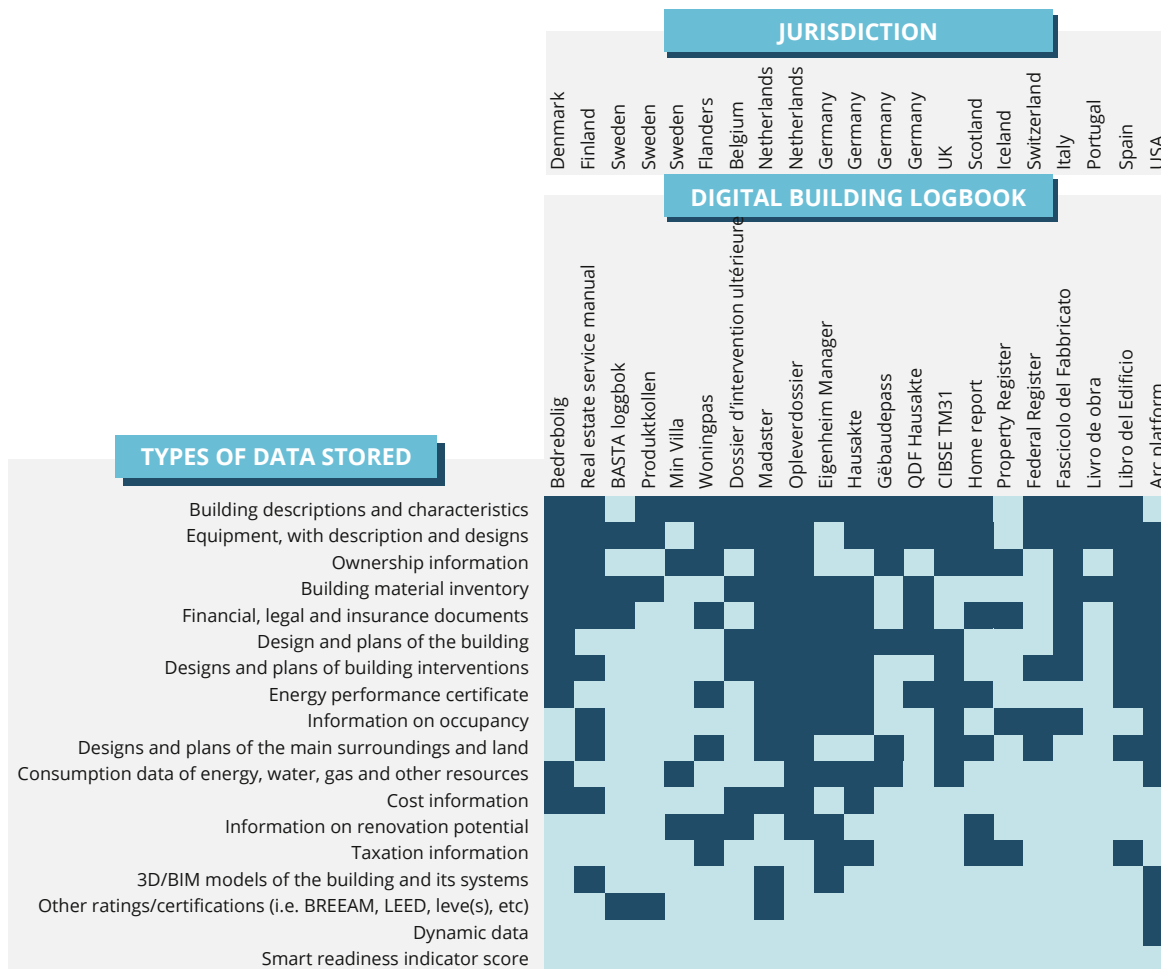 JURISDICTION
Denmark
Finland
Sweden
Sweden
Sweden
Flanders
Belgium
Netherlands
Netherlands
Germany
Germany
Germany
Germany
UK
Scotland
Iceland
Switzerland
Italy
Portugal
Spain
USA
DIGITAL BUILDING LOGBOOK
Bedrebolig
Real estate service manual
BASTA loggbok
Produktkollen
Min Villa
Woningpas
Dossier d'intervention ultérieure
Madaster
Opleverdossier
Eigenheim Manager
Hausakte
Gëbaudepass
QDF Hausakte
CIBSE TM31
Home report
Property Register
Federal Register
Fascicolo del Fabbricato
Livro de obra
Libro del Edificio
Arc platform
TYPES OF DATA STORED
Building descriptions and characteristics
Equipment, with description and designs
Ownership information
Building material inventory
Financial, legal and insurance documents
Design and plans of the building
Designs and plans of building interventions
Energy performance certificate
Information on occupancy
Designs and plans of the main surroundings and land
Consumption data of energy, water, gas and other resources
Cost information
Information on renovation potential
Taxation information
3D/BIM models of the building and its systems
Other ratings/certifications (i.e. BREEAM, LEED, leve(s), etc)
Dynamic data
Smart readiness indicator score